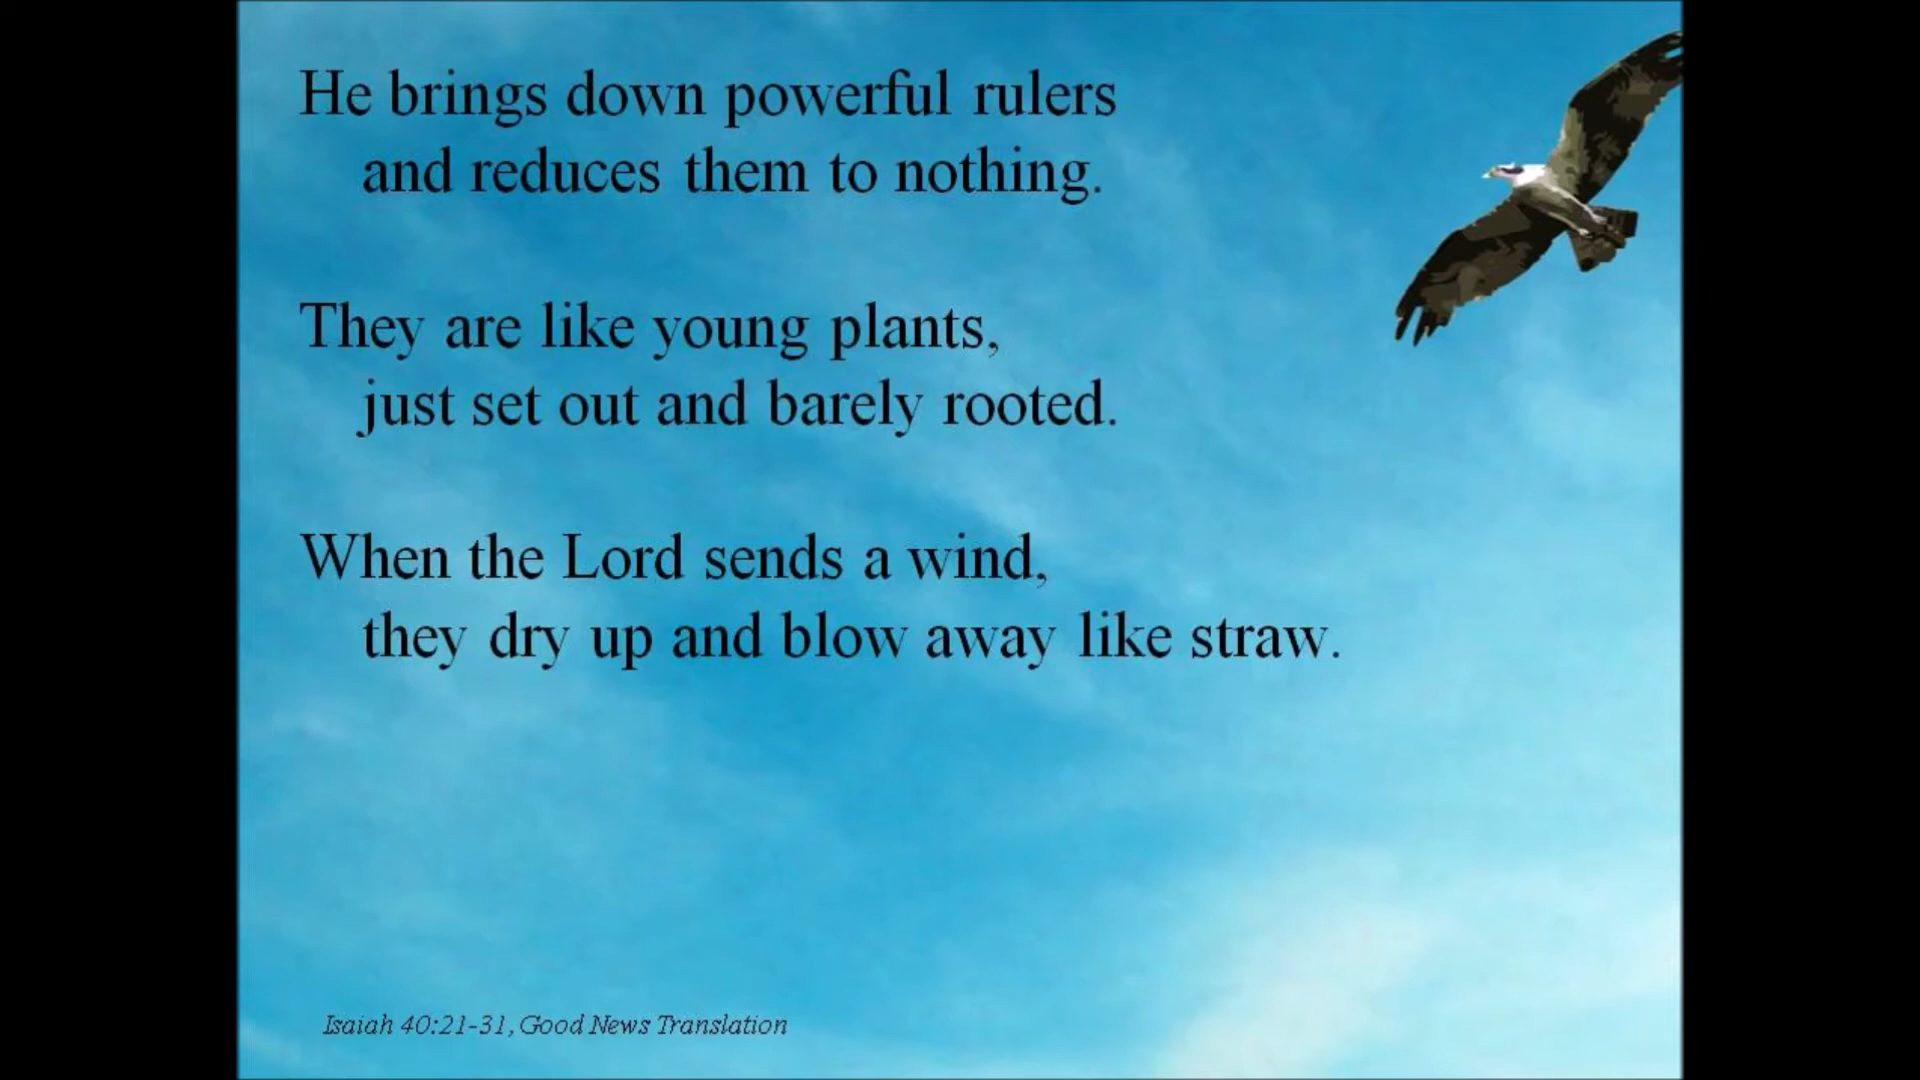 He brings down powerful rulers
and reduces them to nothing.
They are like young plants,
just set out and barely rooted.
When the Lord sends a wind,
they dry up and blow away like straw.
Isaiah 40:21-31, Good News Translation